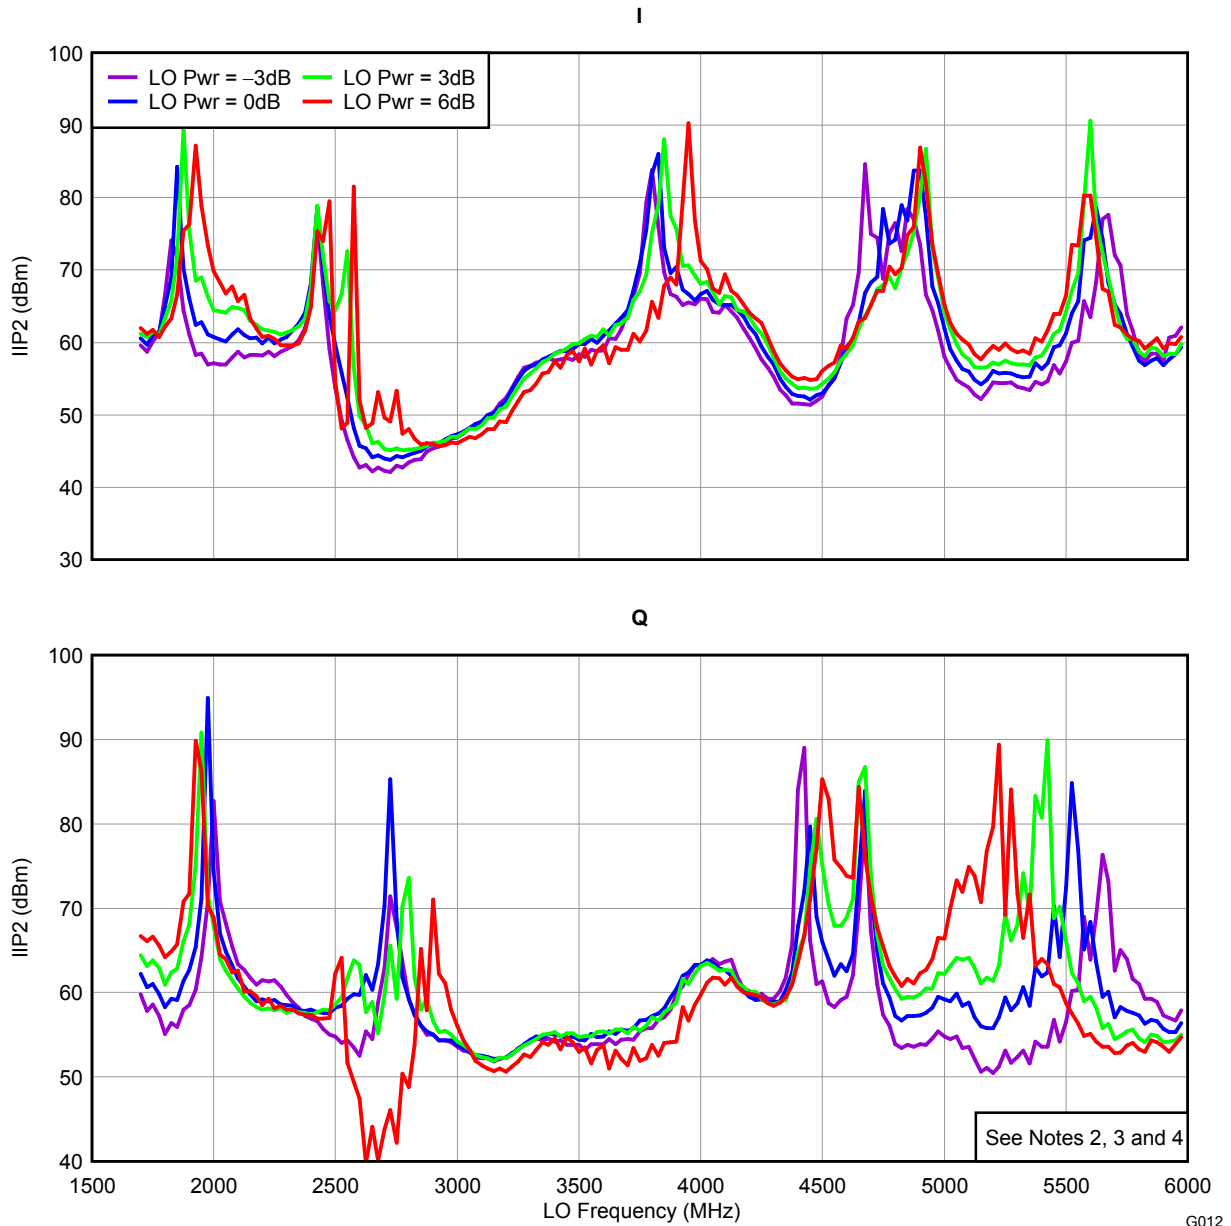 I
100
90
80
70
60
50
40
30
IIP2 (dBm)
LO Pwr = −3dB
LO Pwr = 3dB
LO Pwr = 0dB
LO Pwr = 6dB
Q
100
90
80
70
60
50
40
IIP2 (dBm)
See Notes 2, 3 and 4
1500 2000 2500 3000 3500 4000 4500 5000 5500 6000
LO Frequency (MHz)
G012